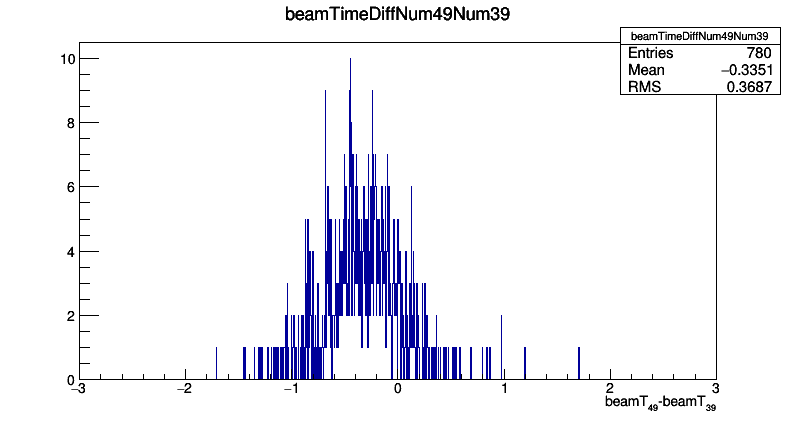 beamTimeDiffNum49Num39
beamTimeDiffNum49Num39
Entries 780
Mean −0.3351
RMS 0.3687
10
8
6
4
2
0
−3 −2 −1 0 1 2 3
beamT49-beamT39